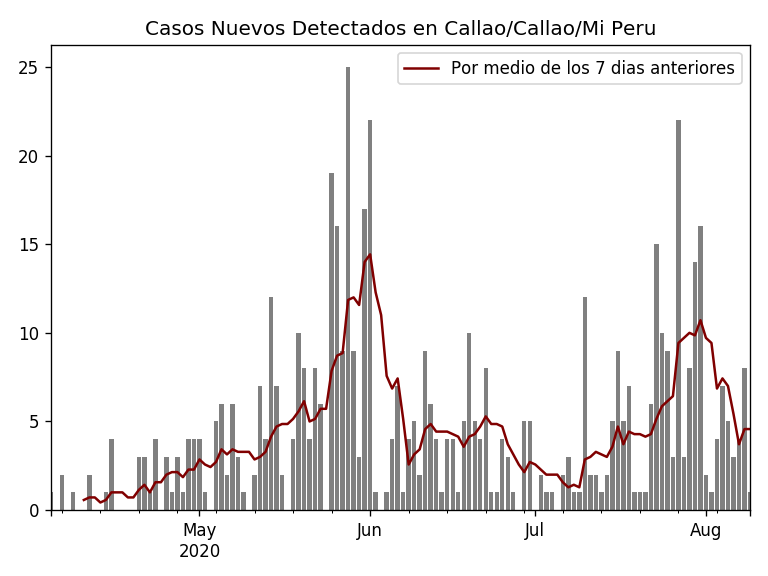 Casos Nuevos Detectados en Callao/Callao/Mi Peru
Por medio de los 7 dias anteriores
25
20
15
10
5
0
May
2020
Jun
Jul
Aug